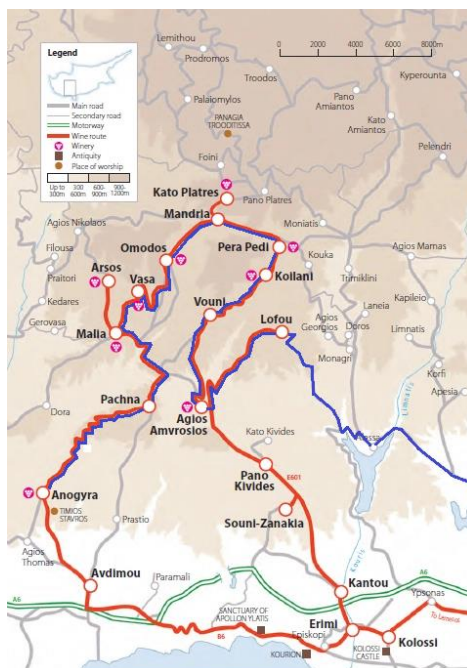 Legend
Main road
Secondary road
Motorway
Wine route
Winery
Antiquity
Place of worship
Up to 300m
300 600m
600- 900m
900- 1200m
0 2000 4000 6000 8000m
Lemithou
Prodromos
Troodos
Kyperounta
Palaiomylos
Pano Amiantos
Kato Amiantos
PANAGIA TROODITISSA
Pelendri
Foini
Kato Platres
Pano Platres
Mandria
Agios Nikolaos
Moniatis
Filousa
Omodos
Pera Pedi
Agios Mamas
Praitori
Arsos
Vasa
Kouka
Koilani
Trimiklini
Kedares
Kapileio
Vouni
Laneia
Gerovasa
Malia
Lofou
Agios Georgios
Doros
Limnatis
Monagri
Korfi
Limnatis
Apesia
Dora
Pachna
Agios Amvrosios
Kato Kivides
Pano Kivides
E601
Anogyra
TIMIOS STAVROS
Prastio
Souni-Zanakia
Kouris
Agios Thomas
Avdimou
Paramali
Kantou
A6
A6
SANCTUARY OF APOLLON YLATIS
Ypsonas
To Lemesos
B6
Erimi
Episkopi
KOLOSSI CASTLE
Kolossi
KOURION